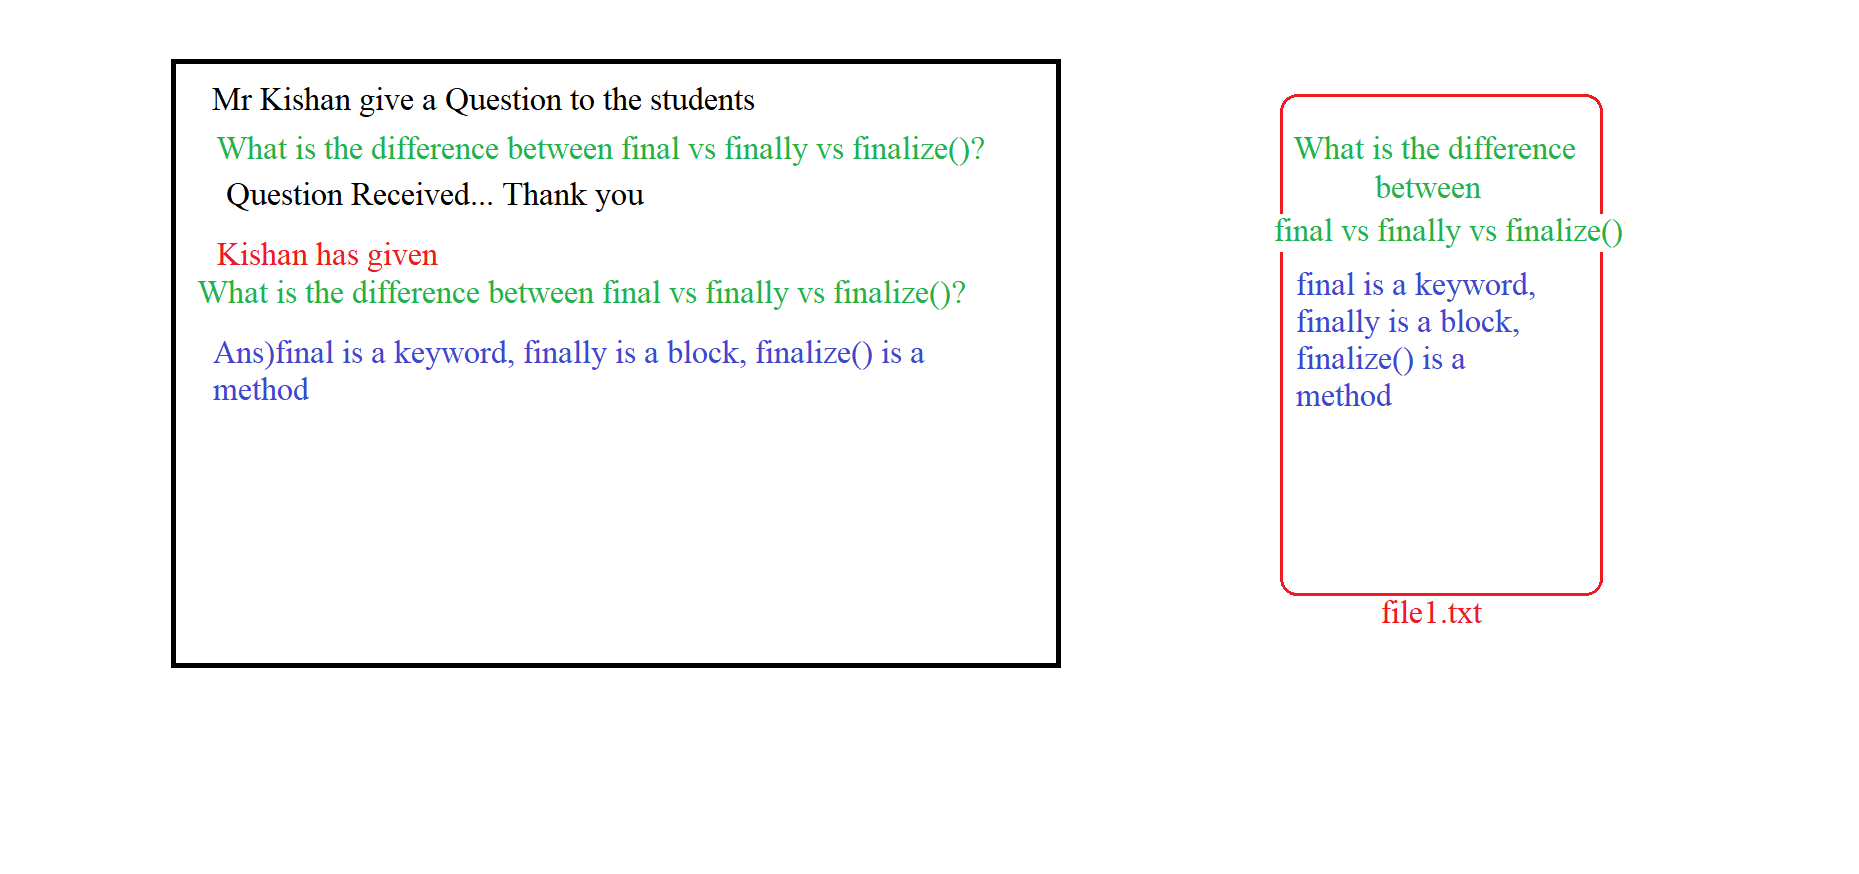 Mr Kishan give a Question to the students
What is the difference between final vs finally vs finalize()?
Question Received... Thank you
Kishan has given
What is the difference between final vs finally vs finalize()?
Ans)final is a keyword, finally is a block, finalize() is a
method
What is the difference
between
final vs finally vs finalize()
final is a keyword,
finally is a block,
finalize() is a
method
file1.txt